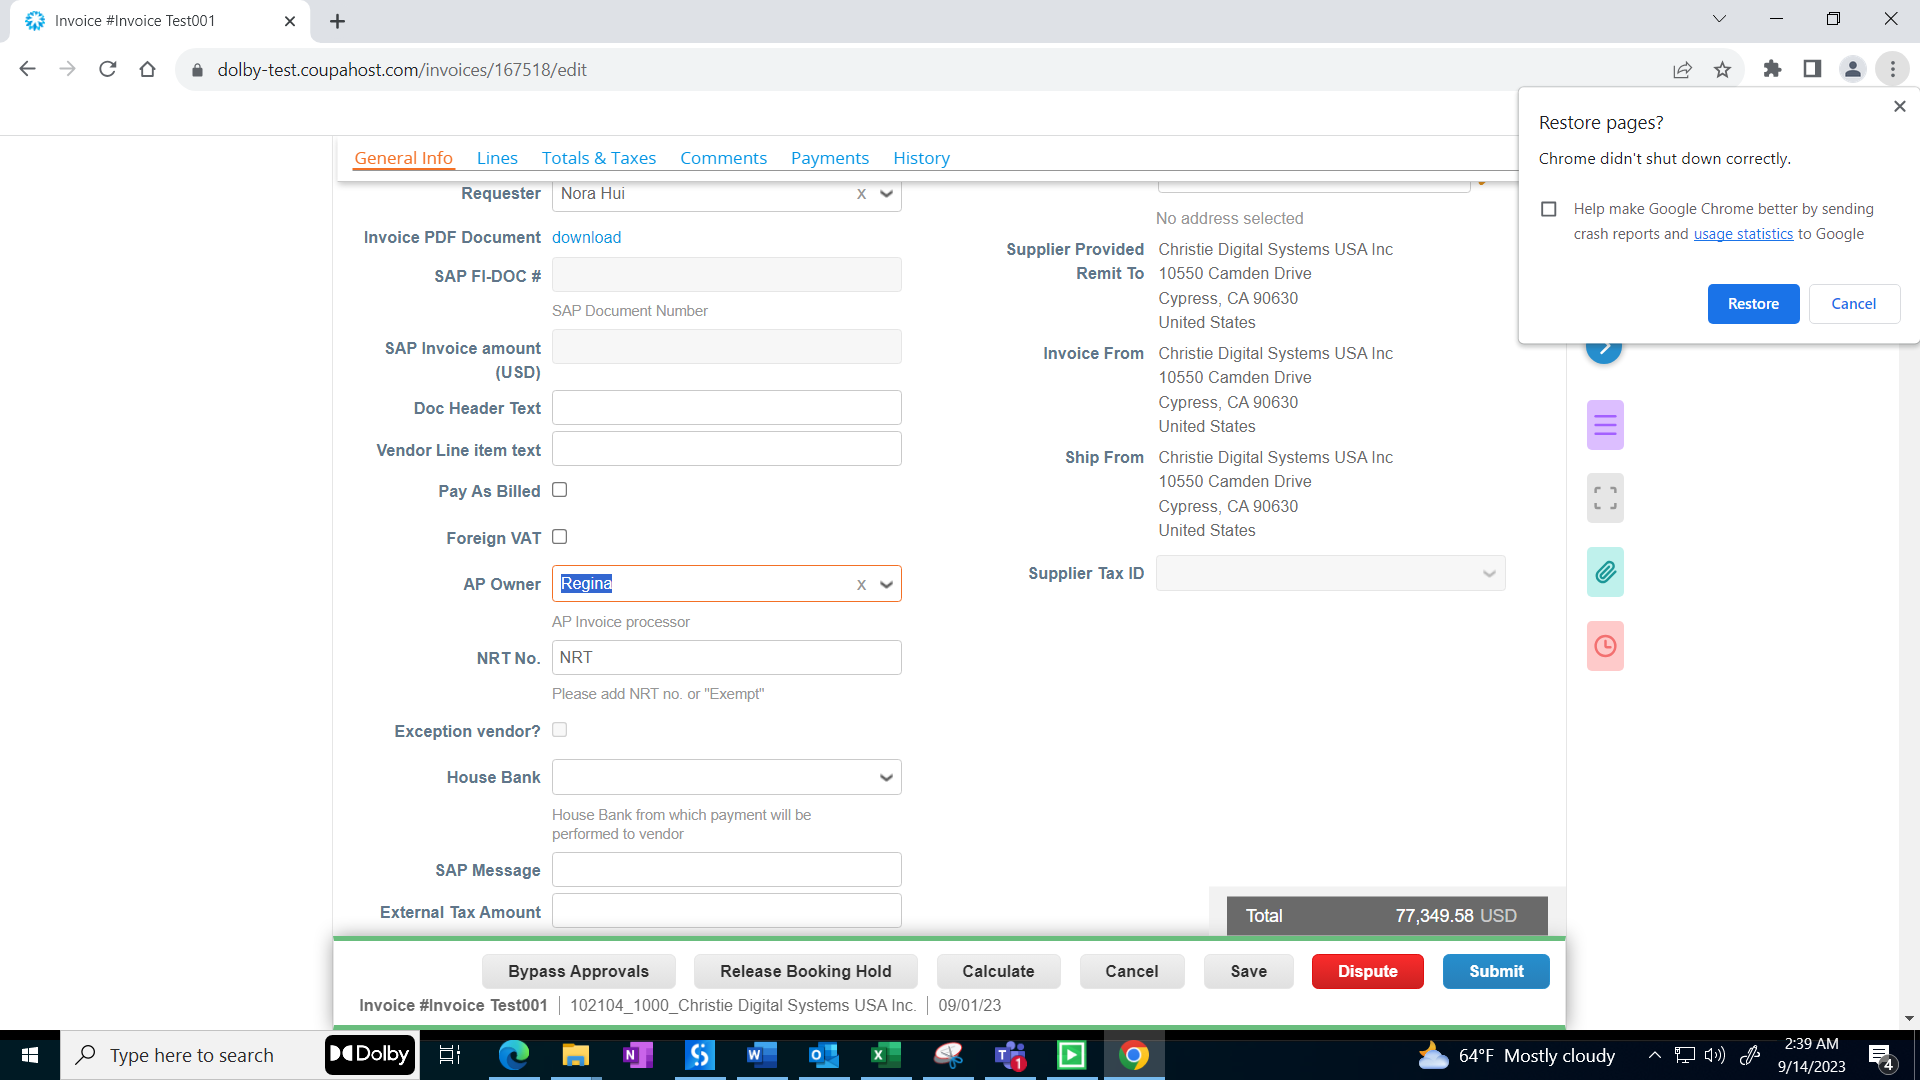 Invoice #Invoice Test001
dolby-test.coupahost.com/invoices/167518/edit
Restore pages?
Chrome didn't shut down correctly.
Help make Google Chrome better by sending
crash reports and usage statistics to Google
Restore
Cancel
General Info
Lines
Totals & Taxes
Comments
Payments
History
Requester
Nora Hui
x
Invoice PDF Document
download
SAP FI-DOC #
SAP Document Number
SAP Invoice amount
(USD)
Doc Header Text
Vendor Line item text
Pay As Billed
Foreign VAT
AP Owner
Regina
x
AP Invoice processor
NRT No.
NRT
Please add NRT no. or "Exempt"
Exception vendor?
House Bank
House Bank from which payment will be
performed to vendor
SAP Message
External Tax Amount
No address selected
Supplier Provided
Remit To
Christie Digital Systems USA Inc
10550 Camden Drive
Cypress, CA 90630
United States
Invoice From
Christie Digital Systems USA Inc
10550 Camden Drive
Cypress, CA 90630
United States
Ship From
Christie Digital Systems USA Inc
10550 Camden Drive
Cypress, CA 90630
United States
Supplier Tax ID
Total
77,349.58 USD
Bypass Approvals
Release Booking Hold
Calculate
Cancel
Save
Dispute
Submit
Invoice #Invoice Test001
102104_1000_Christie Digital Systems USA Inc.
09/01/23
Type here to search
Dolby
64°F Mostly cloudy
2:39 AM
9/14/2023
4
1